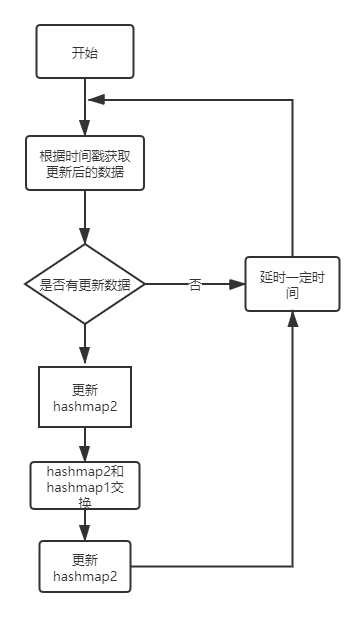 开始
根据时间戳获取
更新后的数据
是否有更新数据
否
延时一定时
间
更新
hashmap2
hashmap2和
hashmap1交
换
更新
hashmap2